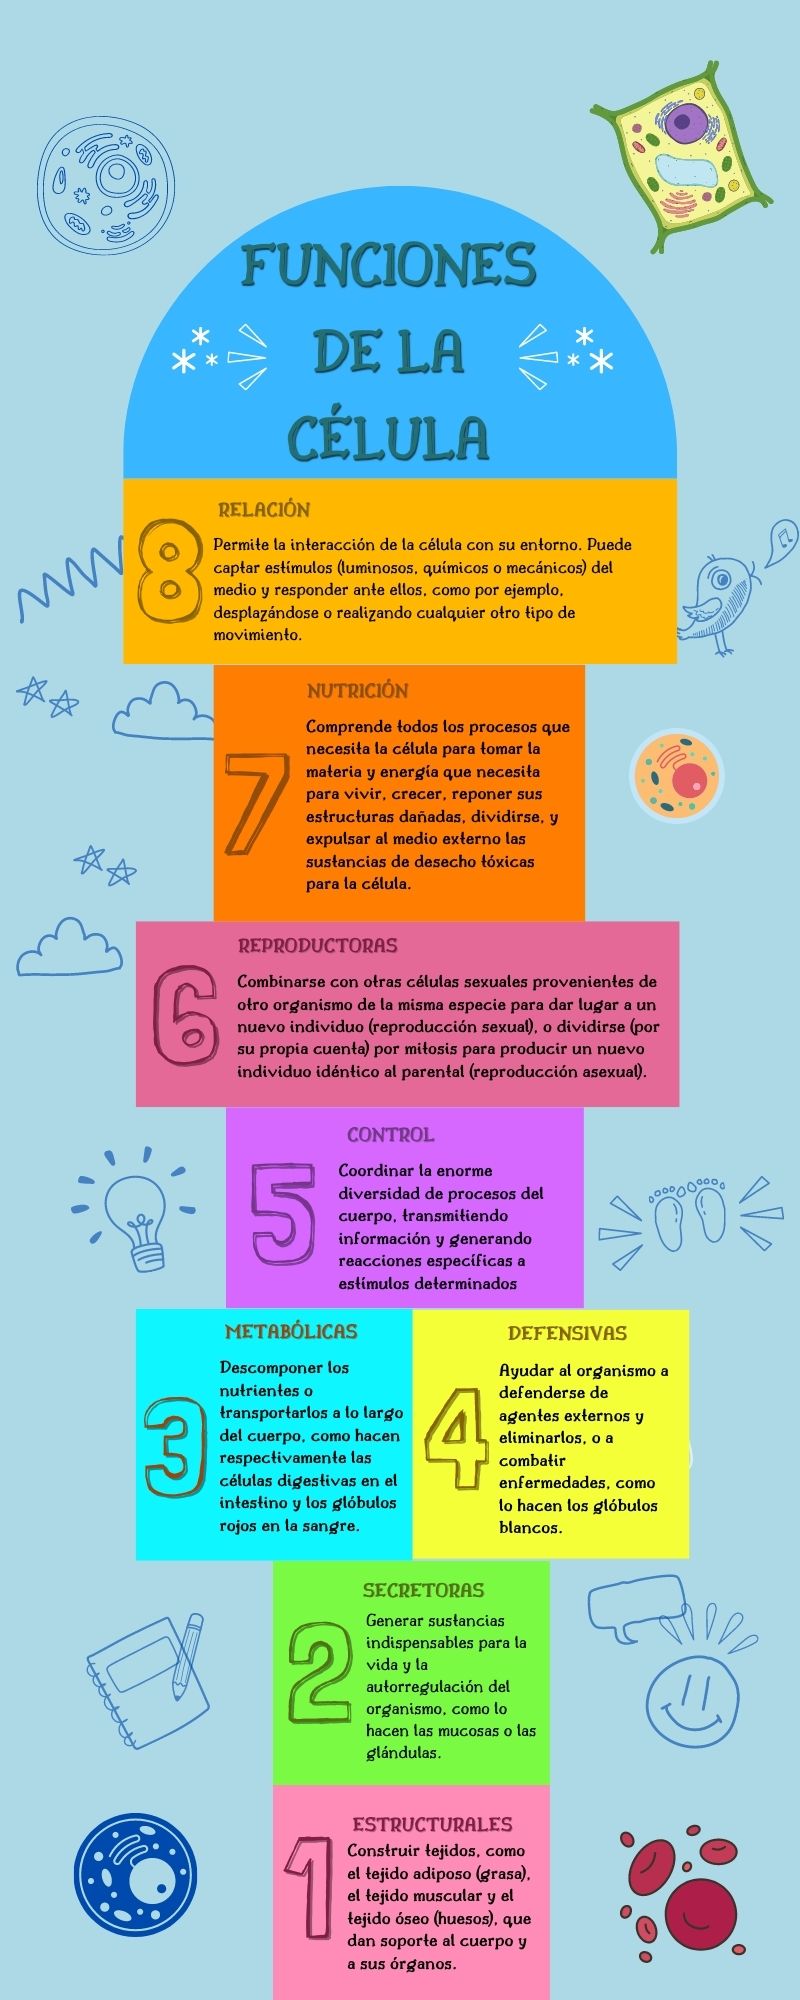 FUNCIONES
DE LA
CÉLULA
8
RELACIÓN
Permite la interacción de la célula con su entorno. Puede
captar estímulos (luminosos, químicos o mecánicos) del
medio y responder ante ellos, como por ejemplo,
desplazándose o realizando cualquier otro tipo de
movimiento.
7
NUTRICIÓN
Comprende todos los procesos que
necesita la célula para tomar la
materia y energía que necesita
para vivir, crecer, reponer sus
estructuras dañadas, dividirse, y
expulsar al medio externo las
sustancias de desecho tóxicas
para la célula.
6
REPRODUCTORAS
Combinarse con otras células sexuales provenientes de
otro organismo de la misma especie para dar lugar a un
nuevo individuo (reproducción sexual), o dividirse (por
su propia cuenta) por mitosis para producir un nuevo
individuo idéntico al parental (reproducción asexual).
5
CONTROL
Coordinar la enorme
diversidad de procesos del
cuerpo, transmitiendo
información y generando
reacciones específicas a
estímulos determinados
3
METABÓLICAS
Descomponer los
nutrientes o
transportarlos a lo largo
del cuerpo, como hacen
respectivamente las
células digestivas en el
intestino y los glóbulos
rojos en la sangre.
4
DEFENSIVAS
Ayudar al organismo a
defenderse de
agentes externos y
eliminarlos, o a
combatir
enfermedades, como
lo hacen los glóbulos
blancos.
2
SECRETORAS
Generar sustancias
indispensables para la
vida y la
autorregulación del
organismo, como lo
hacen las mucosas o las
glándulas.
1
ESTRUCTURALES
Construir tejidos, como
el tejido adiposo (grasa),
el tejido muscular y el
tejido óseo (huesos), que
dan soporte al cuerpo y
a sus órganos.